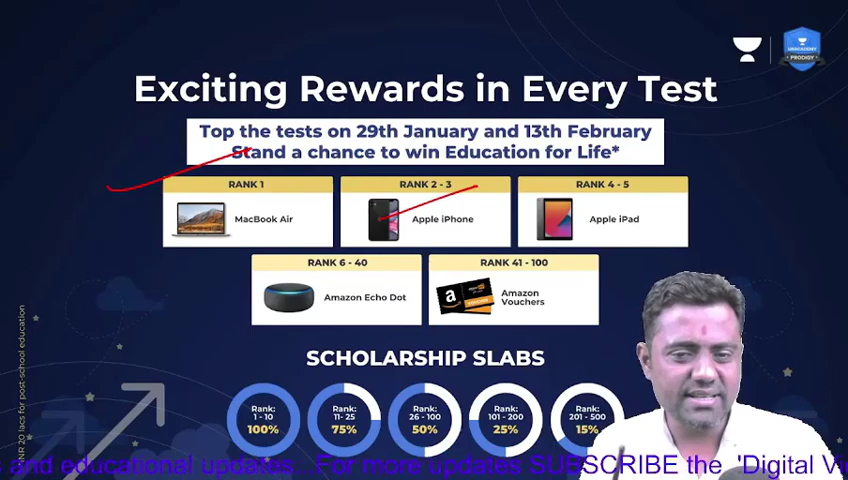 UNACADEMY
PRODIGY
Exciting Rewards in Every Test
Top the tests on 29th January and 13th February
Stand a chance to win Education for Life*
RANK 1
MacBook Air
RANK 2 - 3
Apple iPhone
RANK 4 - 5
Apple iPad
RANK 6 - 40
Amazon Echo Dot
RANK 41 - 100
Amazon
Vouchers
SCHOLARSHIP SLABS
Rank:
1 - 10
100%
Rank:
11- 25
75%
Rank:
26 - 100
50%
Rank:
101 - 200
25%
Rank:
201 - 500
15%
INR 20 lacs for post-school education
s and educational updates.. For more updates SUBSCRIBE the 'Digital Vi